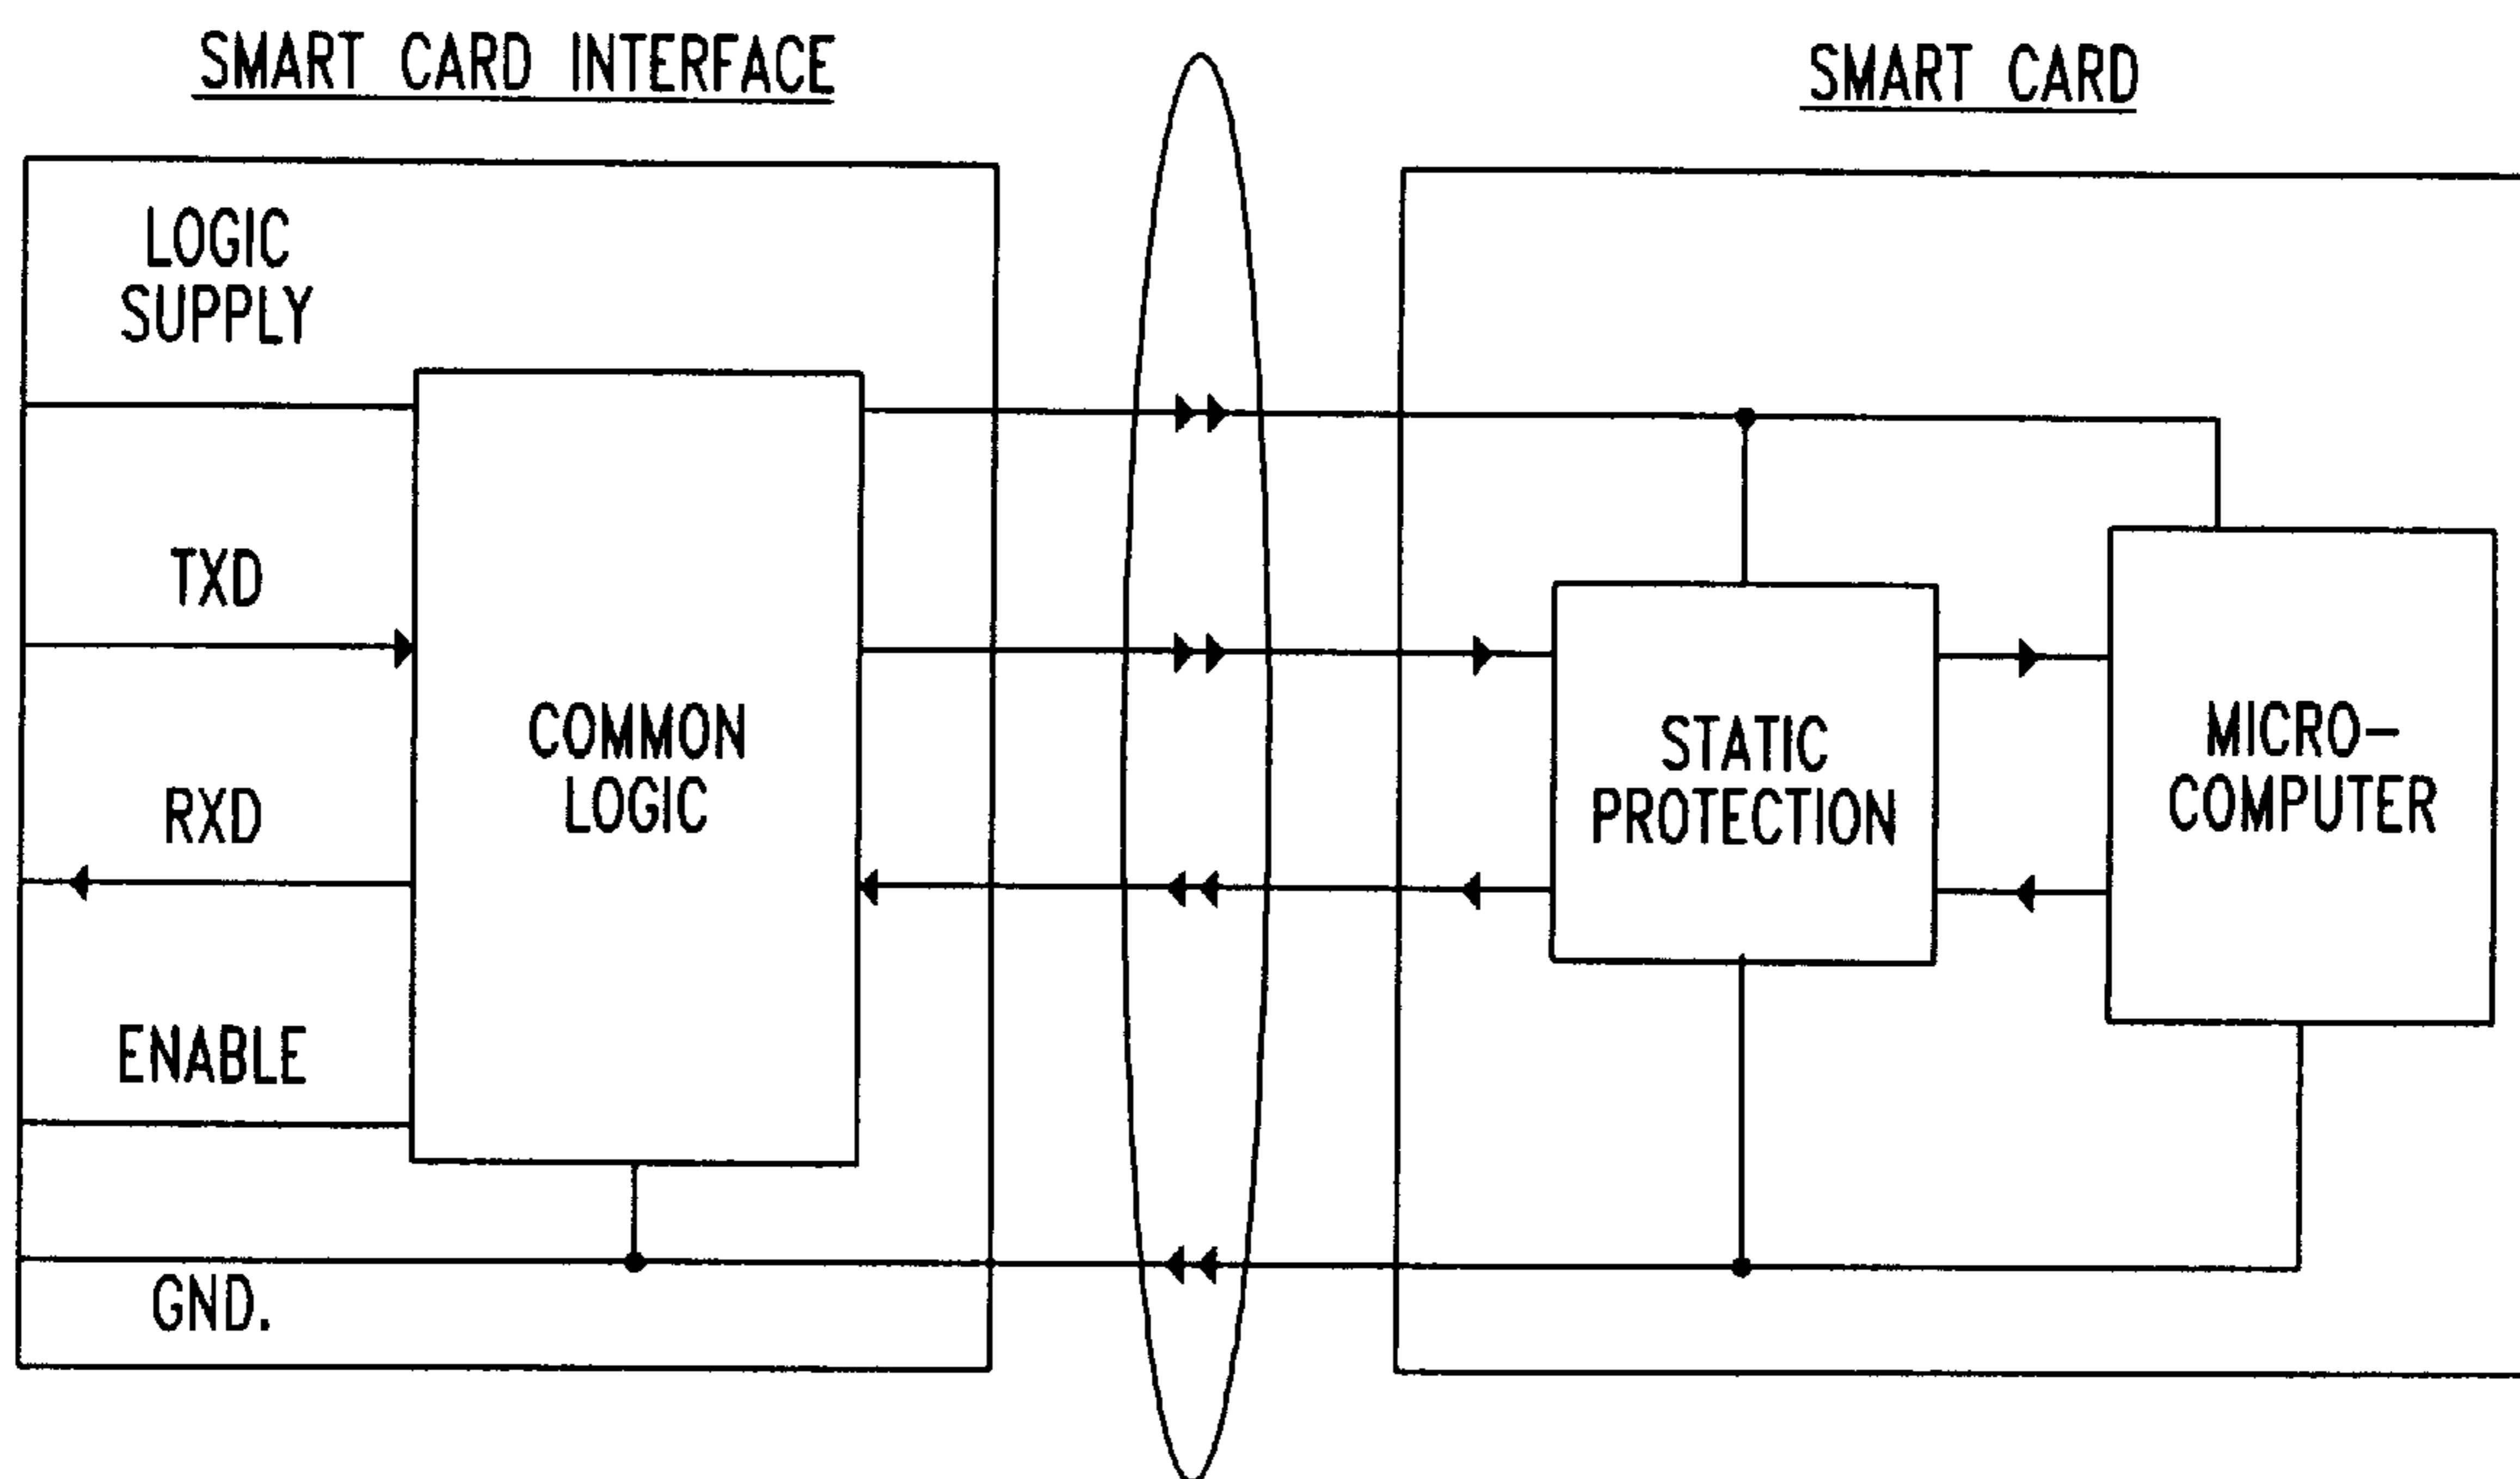 SMART CARD INTERFACE
SMART CARD
LOGIC
SUPPLY
TXD
RXD
ENABLE
GND.
COMMON
LOGIC
STATIC
PROTECTION
MICRO-
COMPUTER